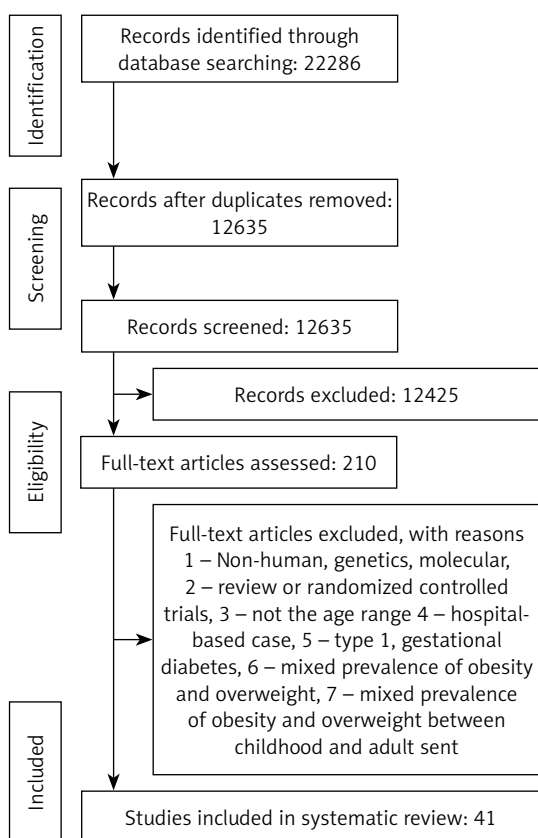 Identification
Records identified through
database searching: 22286
Screening
Records after duplicates removed:
12635
Records screened: 12635
Records excluded: 12425
Eligibility
Full-text articles assessed: 210
Full-text articles excluded, with reasons
1 – Non-human, genetics, molecular,
2 – review or randomized controlled
trials, 3 – not the age range 4 – hospital-
based case, 5 – type 1, gestational
diabetes, 6 – mixed prevalence of obesity
and overweight, 7 – mixed prevalence
of obesity and overweight between
childhood and adult sent
Included
Studies included in systematic review: 41